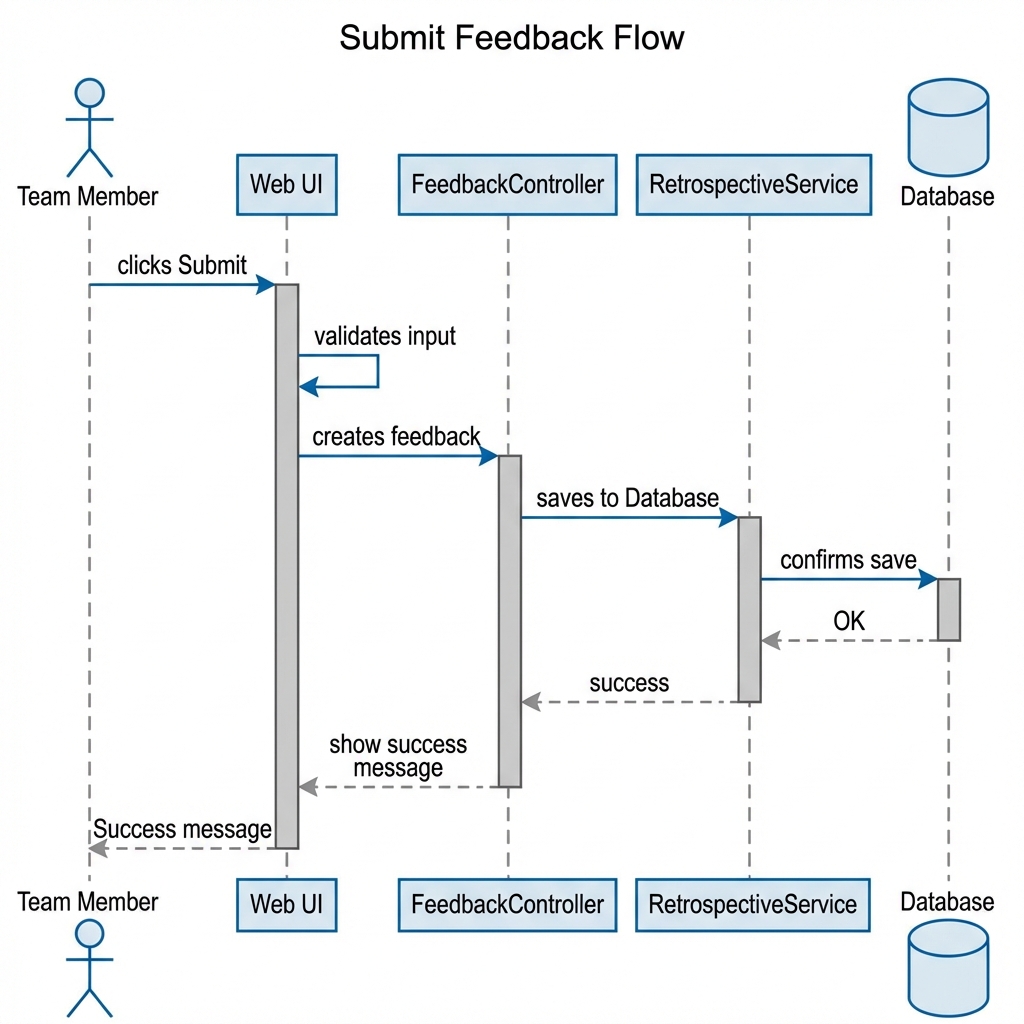 Submit Feedback Flow
Team Member
Web UI
FeedbackController
RetrospectiveService
Database
clicks Submit
validates input
creates feedback
saves to Database
confirms save
OK
success
show success
message
Success message
Team Member
Web UI
FeedbackController
RetrospectiveService
Database